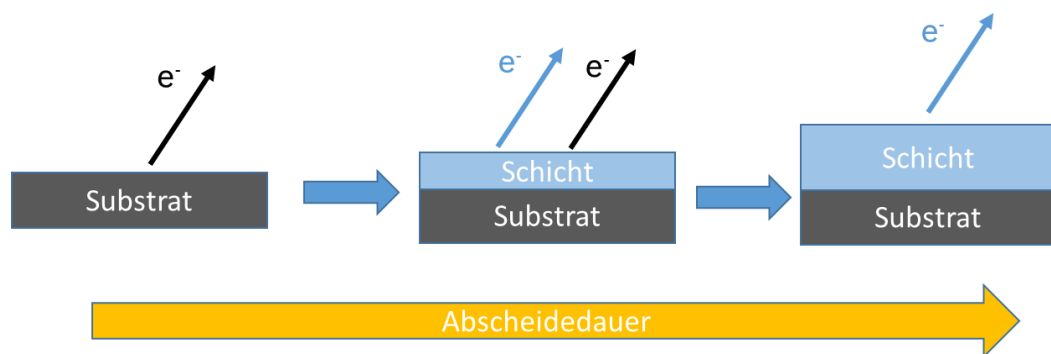 e⁻
Substrat
e⁻
e⁻
Schicht
Substrat
e⁻
Schicht
Substrat
Abscheidedauer